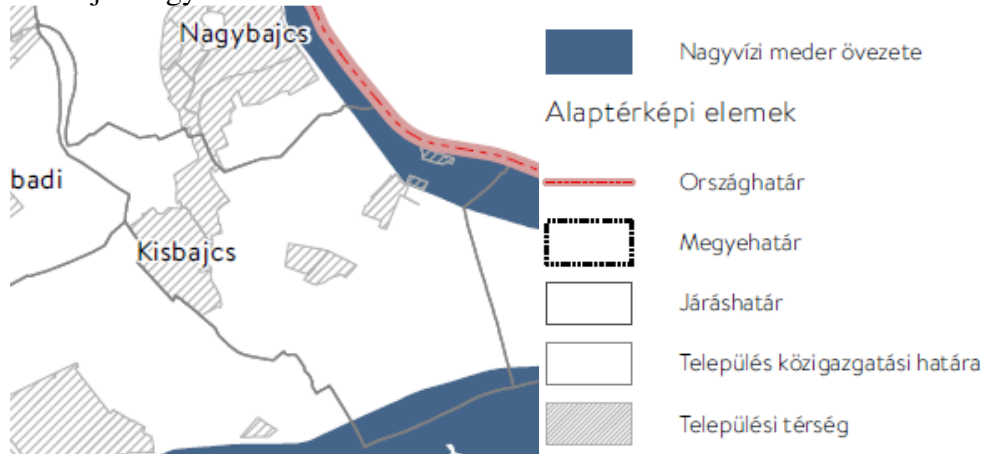 Nagybajcs
badi
Kisbajcs
Nagyvízi meder övezete
Alaptérképi elemek
Országhatár
Megyehatár
Járáshatár
Település közigazgatási határa
Települési térség